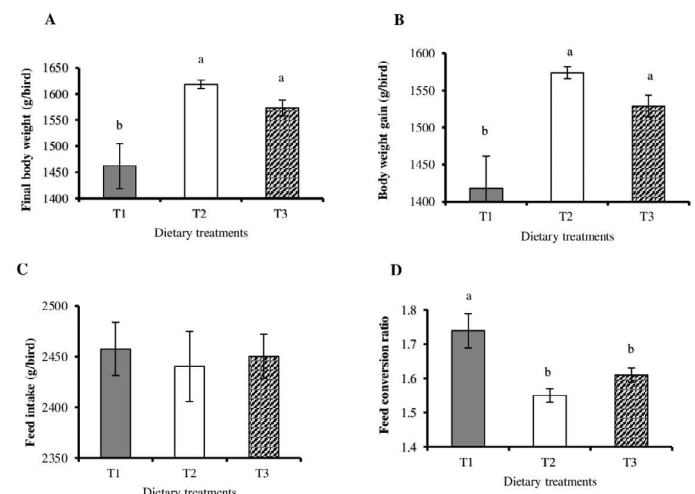 A
Final body weight (g/bird)
1650
1600
1550
1500
1450
1400
b
a
a
T1 T2 T3
Dietary treatments
B
Body weight gain (g/bird)
1600
1550
1500
1450
1400
b
a
a
T1 T2 T3
Dietary treatments
C
Feed intake (g/bird)
2500
2450
2400
2350
T1 T2 T3
Dietary treatments
D
Feed conversion ratio
1.8
1.7
1.6
1.5
1.4
a
b
b
T1 T2 T3
Dietary treatments